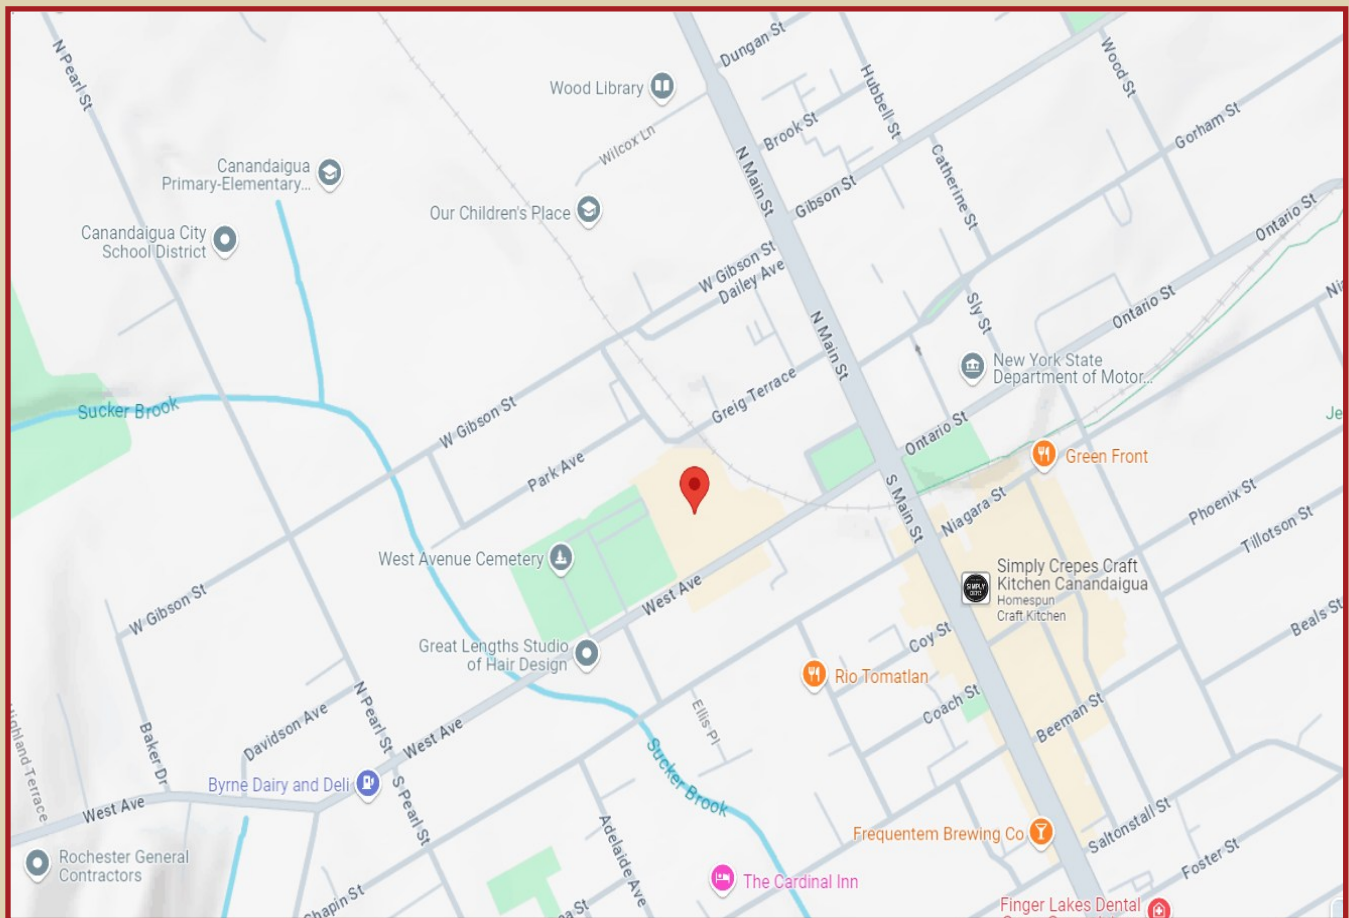 Dungan St
N Pearl St
Wood Library
Hubbell St
Wood St
Brook St
Wilcox Ln
Gorham St
Canandaigua
Primary-Elementary...
N Main St
Catherine St
Gibson St
Our Children's Place
Canandaigua City
School District
Ontario St
W Gibson St
Dailey Ave
Sly St
Ontario St
N Main St
New York State
Department of Motor...
Greig Terrace
Sucker Brook
W Gibson St
Ontario St
Green Front
Park Ave
S Main St
Niagara St
Phoenix St
Tillotson St
West Avenue Cemetery
Simply Crepes Craft
Kitchen Canandaigua
Homespun
Craft Kitchen
West Ave
W Gibson St
Beals St
Coy St
Great Lengths Studio
of Hair Design
Rio Tomatlan
Coach St
Beeman St
N Pearl St
Davidson Ave
Ellis Pl
West Ave
Baker Dr
Highland Terrace
Sucker Brook
Byrne Dairy and Deli
S Pearl St
West Ave
Adelaide Ave
Frequentem Brewing Co.
Saltonstall St
Foster St
Rochester General
Contractors
The Cardinal Inn
Chapin St
Finger Lakes Dental